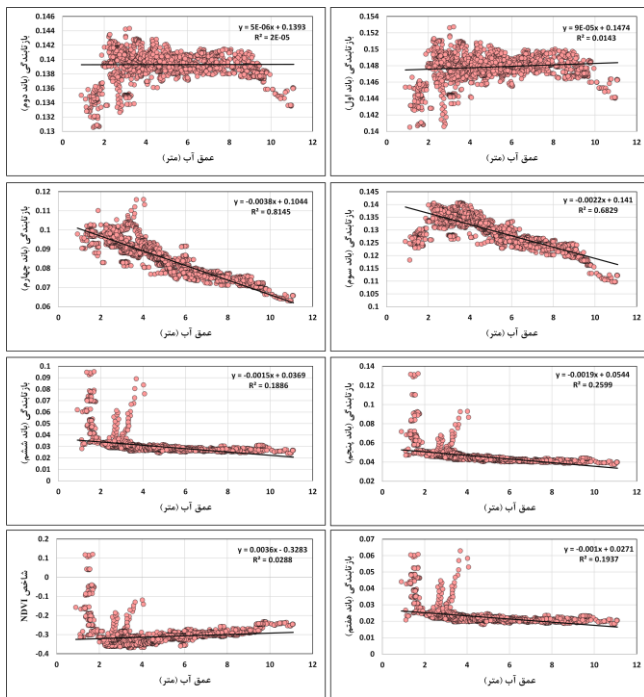 0.154
0.152
0.15
0.148
0.146
0.144
0.142
0.14
y = 9E-05x + 0.1474
R² = 0.0143
بازتابندگی (باند اول)
0 2 4 6 8 10 12
عمق آب (متر)
0.146
0.144
0.142
0.14
0.138
0.136
0.134
0.132
0.13
y = 5E-06x + 0.1393
R² = 2E-05
بازتابندگی (باند دوم)
0 2 4 6 8 10 12
عمق آب (متر)
0.145
0.14
0.135
0.13
0.125
0.12
0.115
0.11
0.105
0.1
y = -0.0022x + 0.141
R² = 0.6829
بازتابندگی (باند سوم)
0 2 4 6 8 10 12
عمق آب (متر)
0.12
0.11
0.1
0.09
0.08
0.07
0.06
y = -0.0038x + 0.1044
R² = 0.8145
بازتابندگی (باند چهارم)
0 2 4 6 8 10 12
عمق آب (متر)
0.14
0.12
0.1
0.08
0.06
0.04
0.02
y = -0.0019x + 0.0544
R² = 0.2599
بازتابندگی (باند پنجم)
0 2 4 6 8 10 12
عمق آب (متر)
0.1
0.09
0.08
0.07
0.06
0.05
0.04
0.03
0.02
0.01
0
y = -0.0015x + 0.0369
R² = 0.1886
بازتابندگی (باند ششم)
0 2 4 6 8 10 12
عمق آب (متر)
0.07
0.06
0.05
0.04
0.03
0.02
0.01
0
y = -0.001x + 0.0271
R² = 0.1937
بازتابندگی (باند هفتم)
0 2 4 6 8 10 12
عمق آب (متر)
0.2
0.1
0
-0.1
-0.2
-0.3
-0.4
y = 0.0036x - 0.3283
R² = 0.0288
شاخص NDVI
0 2 4 6 8 10 12
عمق آب (متر)